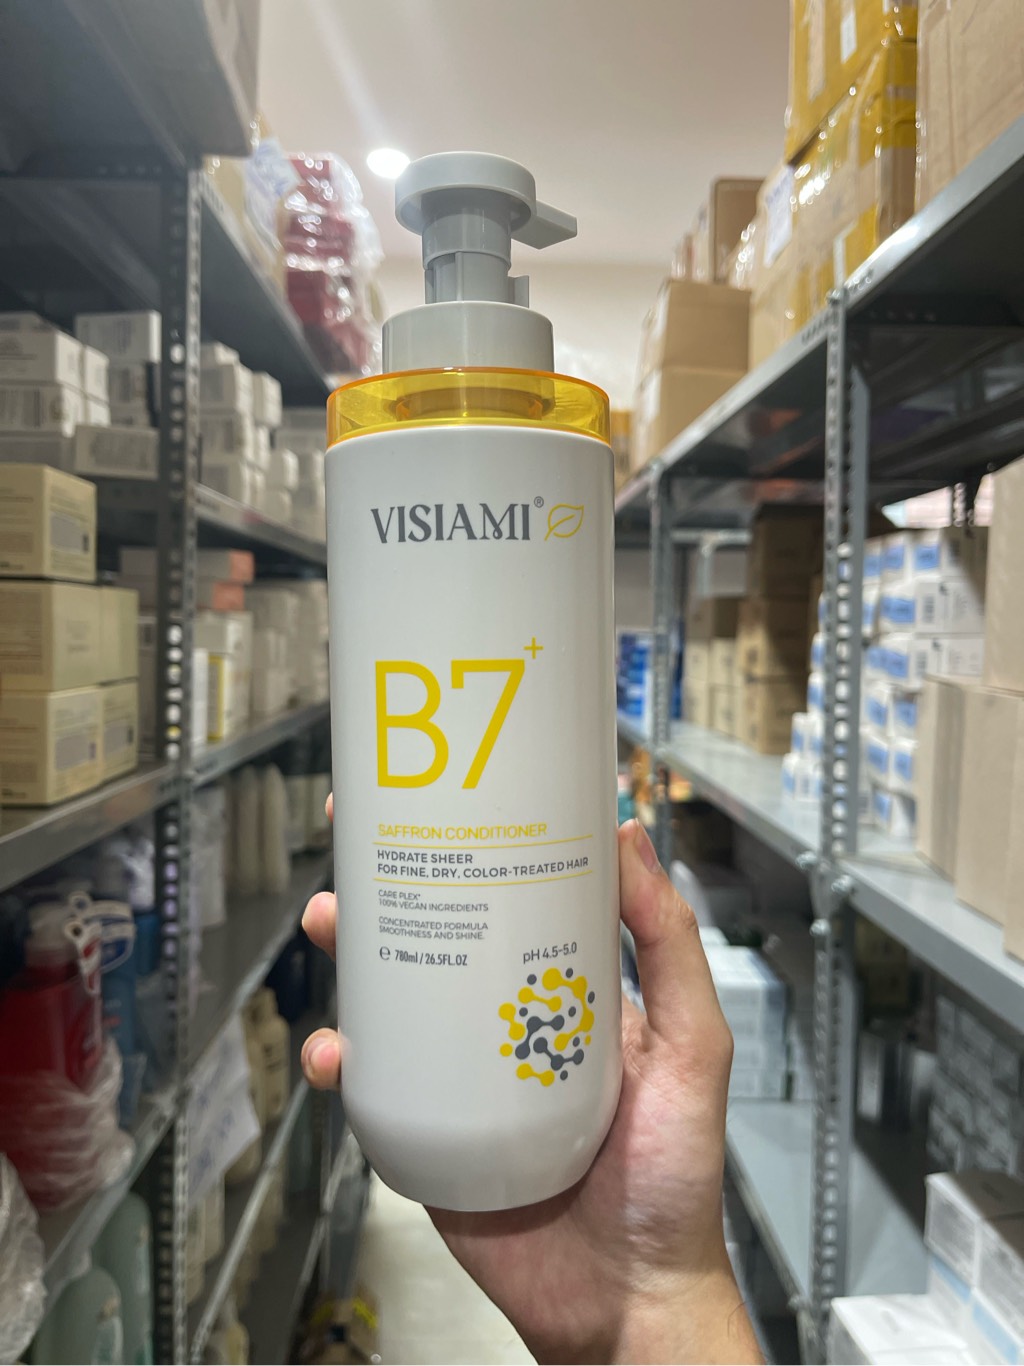 VISIAMI®
B7+
SAFFRON CONDITIONER
HYDRATE SHEER
FOR FINE, DRY, COLOR-TREATED HAIR
CARE PLEX*
100% VEGAN INGREDIENTS
CONCENTRATED FORMULA
SMOOTHNESS AND SHINE.
℮ 780ml / 26.5FL.OZ
pH 4.5-5.0